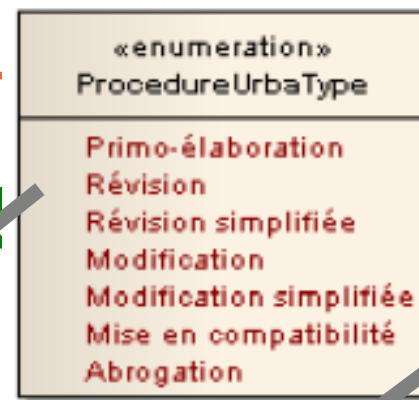 «enumeration»
ProcedureUrbaType
Primo-élaboration
Révision
Révision simplifiée
Modification
Modification simplifiée
Mise en compatibilité
Abrogation